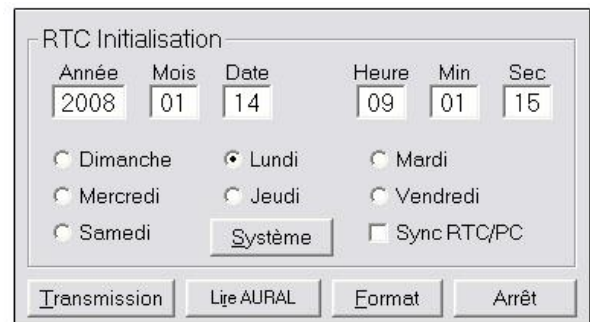 RTC Initialisation
Année Mois Date Heure Min Sec
2008 01 14 09 01 15
Dimanche Lundi Mardi
Mercredi Jeudi Vendredi
Samedi Système Sync RTC/PC
Transmission Lire AURAL Format Arrêt